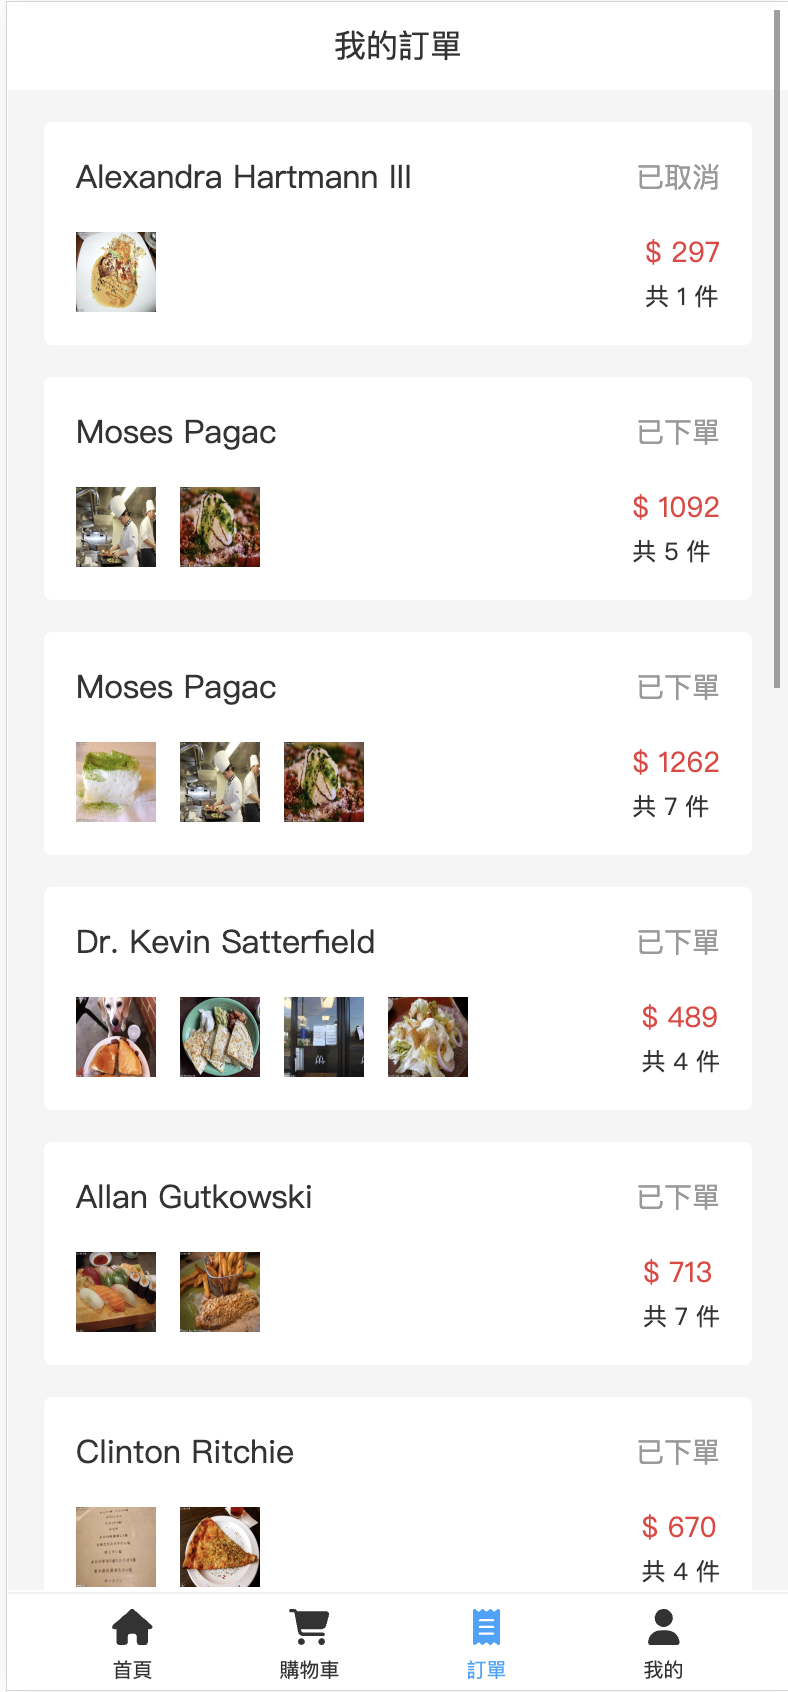 我的訂單
Alexandra Hartmann III
已取消
$ 297
共 1 件
Moses Pagac
已下單
$ 1092
共 5 件
Moses Pagac
已下單
$ 1262
共 7 件
Dr. Kevin Satterfield
已下單
$ 489
共 4 件
Allan Gutkowski
已下單
$ 713
共 7 件
Clinton Ritchie
已下單
$ 670
共 4 件
首頁
購物車
訂單
我的